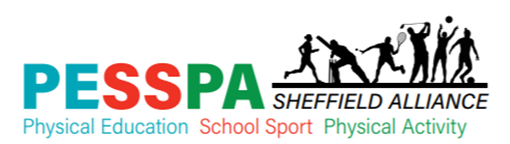 PESSPA
SHEFFIELD ALLIANCE
Physical Education School Sport Physical Activity